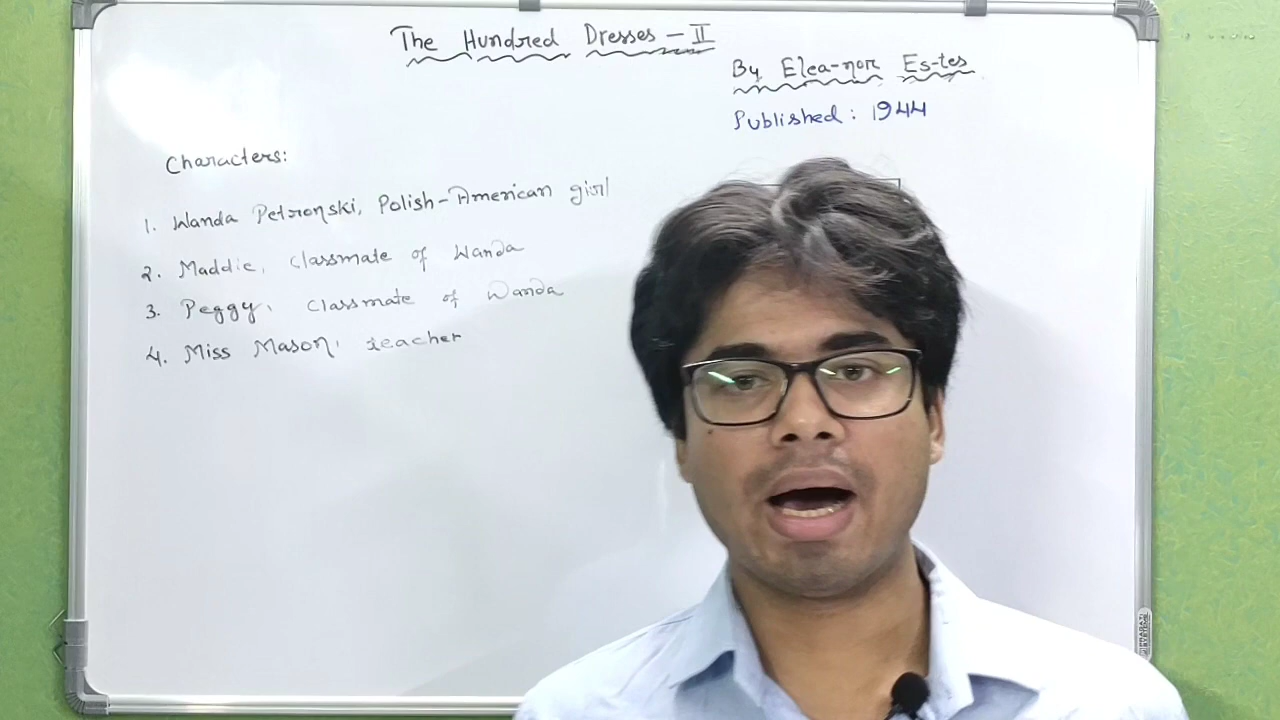 The Hundred Dresses - II
By Elea-nor Es-tes
Published: 1944
Characters:
1. Wanda Petronski, Polish-American girl
2. Maddie, classmate of Wanda
3. Peggy, classmate of Wanda
4. Miss Mason, teacher